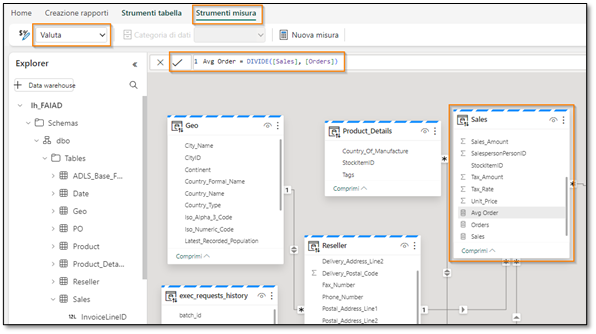 Home Creazione rapporti Strumenti tabella Strumenti misura
Valuta Categoria di dati Nuova misura
Explorer
1 Avg Order = DIVIDE([Sales], [Orders])
+ Data warehouse
lh_FAIAD
Schemas
dbo
Tables
ADLS_Base_F...
Date
Geo
PO
Product
Product_Deta...
Reseller
Sales
InvoiceLineID
Geo
City_Name
CityID
Continent
Country_Formal_Name
Country_Name
Country_Type
Iso_Alpha_3_Code
Iso_Numeric_Code
Latest_Recorded_Population
Comprimi
exec_requests_history
batch_id
Product_Details
Country_Of_Manufacture
StockItemID
Tags
Comprimi
Reseller
Delivery_Address_Line2
Delivery_Postal_Code
Fax_Number
Phone_Number
Postal_Address_Line1
Postal_Address_Line2
Sales
Sales_Amount
SalespersonPersonID
StockItemID
Tax_Amount
Tax_Rate
Unit_Price
Avg Order
Orders
Sales
Comprimi
1
*
*
*
1
*